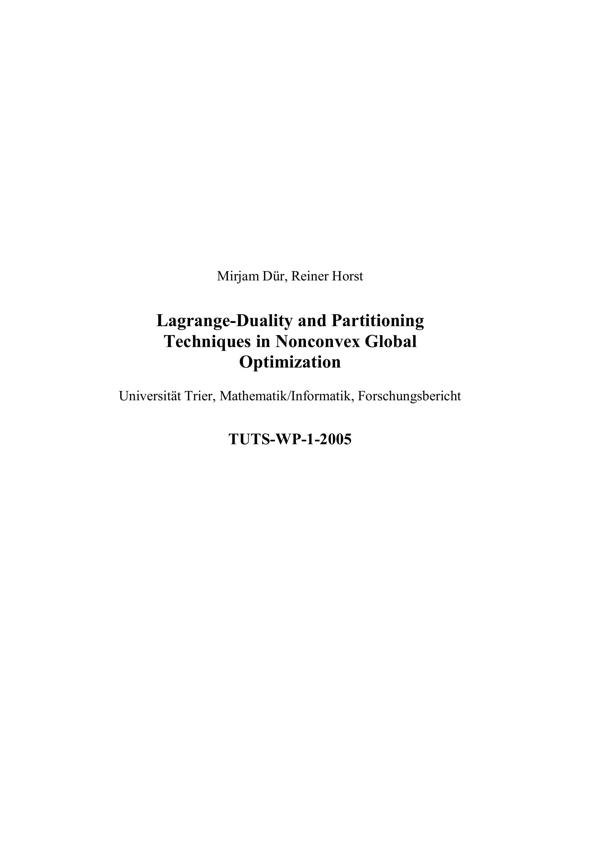 Mirjam Dür, Reiner Horst
Lagrange-Duality and Partitioning
Techniques in Nonconvex Global
Optimization
Universität Trier, Mathematik/Informatik, Forschungsbericht
TUTS-WP-1-2005